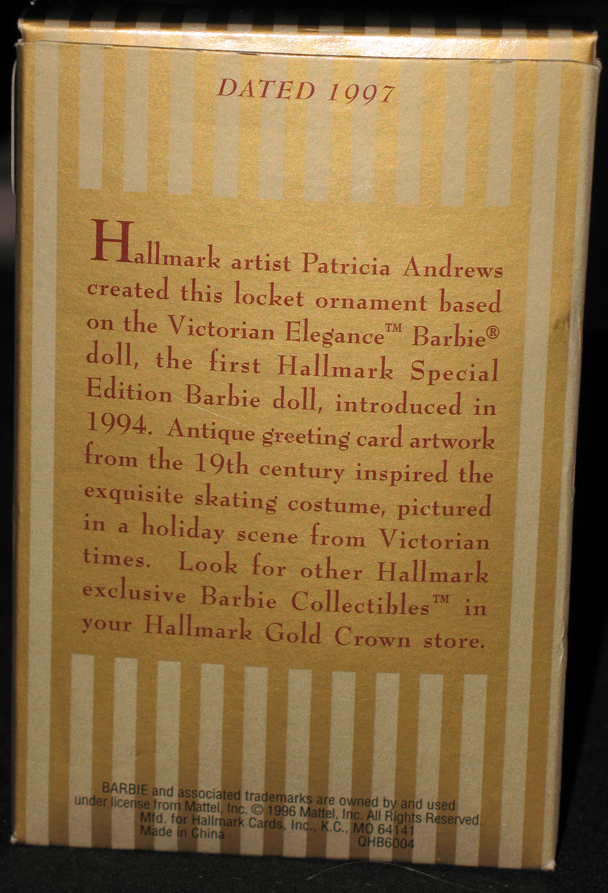 DATED 1997
Hallmark artist Patricia Andrews
created this locket ornament based
on the Victorian Elegance™ Barbie®
doll, the first Hallmark Special
Edition Barbie doll, introduced in
1994. Antique greeting card artwork
from the 19th century inspired the
exquisite skating costume, pictured
in a holiday scene from Victorian
times. Look for other Hallmark
exclusive Barbie Collectibles™ in
your Hallmark Gold Crown store.
BARBIE and associated trademarks are owned by and used
under license from Mattel, Inc. © 1996 Mattel, Inc. All Rights Reserved.
Mfd. for Hallmark Cards, Inc., K.C., MO 64141
Made in China QHB6004